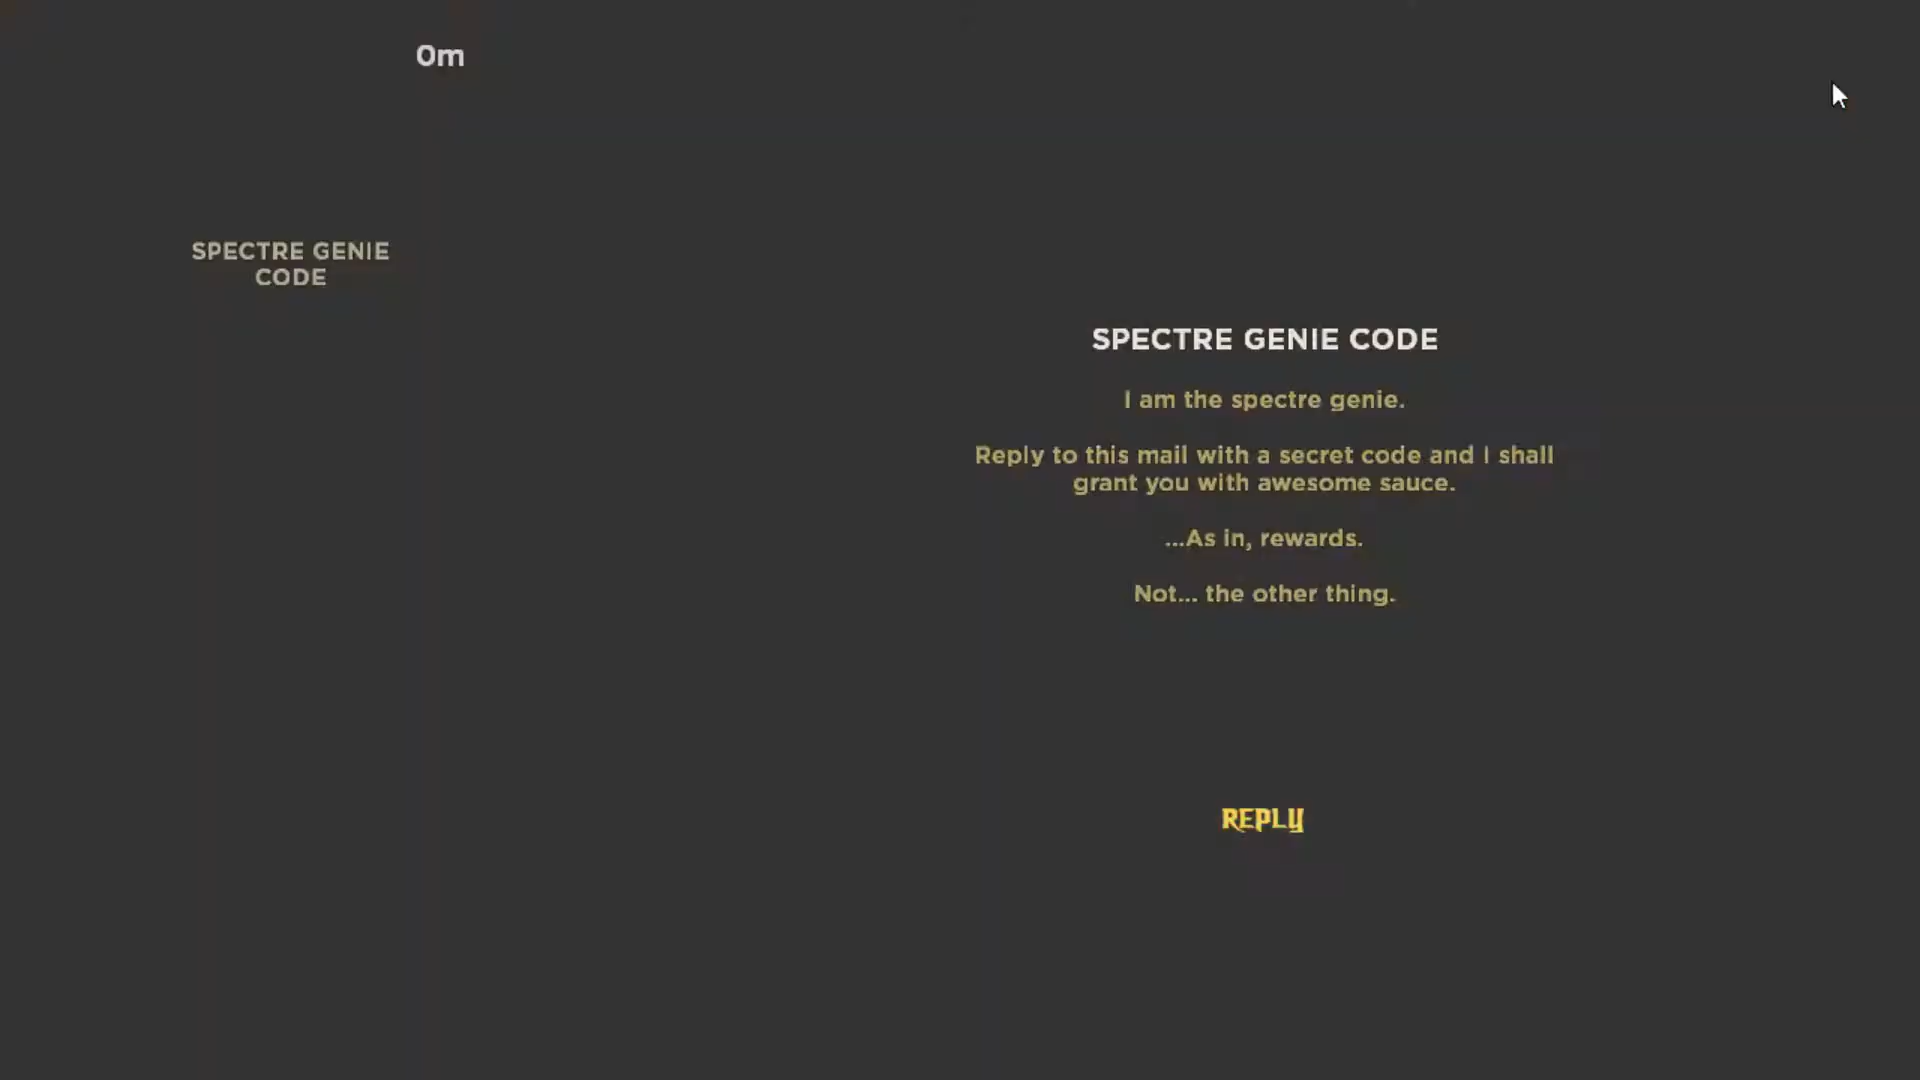 0m
SPECTRE GENIE
CODE
SPECTRE GENIE CODE
I am the spectre genie.
Reply to this mail with a secret code and I shall
grant you with awesome sauce.
...As in, rewards.
Not... the other thing.
REPLY